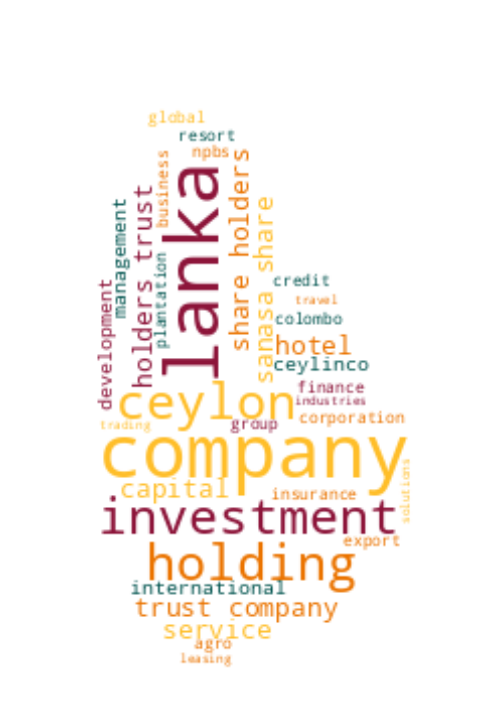 global
resort
npbs
business
lanka
share holders
sanasa share
holders trust
management
plantation
development
credit
travel
colombo
hotel
ceylinco
finance
industries
ceylon
corporation
trading
group
company
solutions
capital
insurance
investment
export
holding
international
trust company
service
agro
leasing